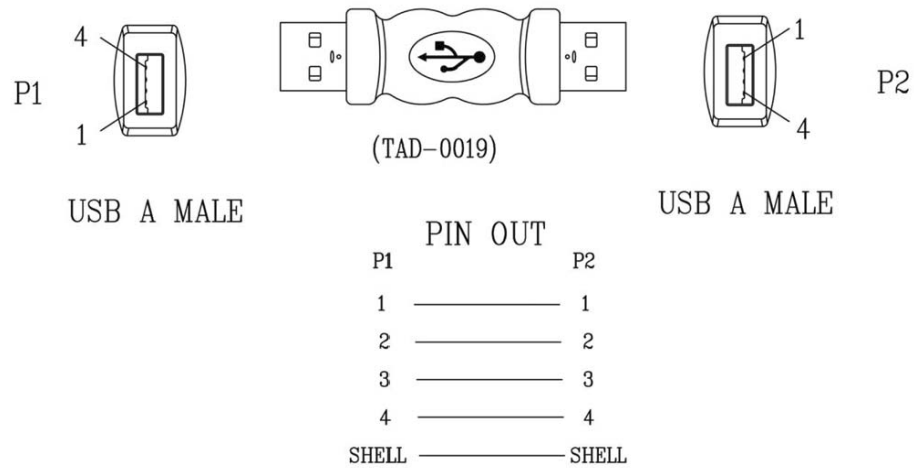 4
P1
1
USB A MALE
(TAD-0019)
1
P2
4
USB A MALE
PIN OUT
P1 P2
1 1
2 2
3 3
4 4
SHELL SHELL